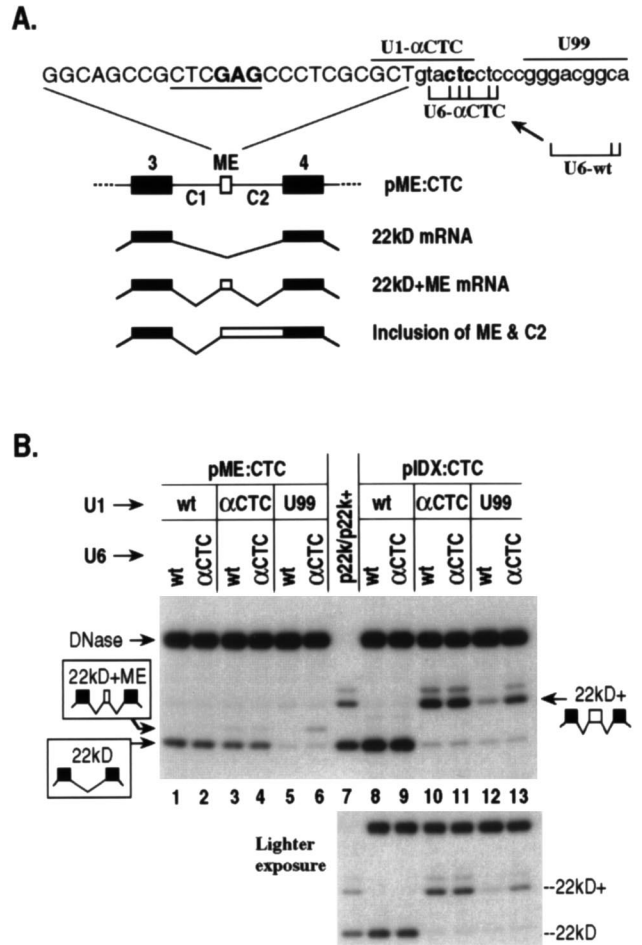 A.
U1-αCTC
U99
GGCAGCCGCTCGAGCCCTCGCGCTgtactcctcccgggacggca
U6-αCTC
U6-wt
3 ME 4
pME:CTC
C1 C2
22kD mRNA
22kD+ME mRNA
Inclusion of ME & C2
B.
pME:CTC p22k/p22k+ pIDX:CTC
U1 → wt αCTC U99 wt αCTC U99
U6 → wt αCTC wt αCTC wt αCTC wt αCTC wt αCTC wt αCTC
DNase →
22kD+ME
22kD+
22kD
1 2 3 4 5 6 7 8 9 10 11 12 13
Lighter
exposure
--22kD+
--22kD